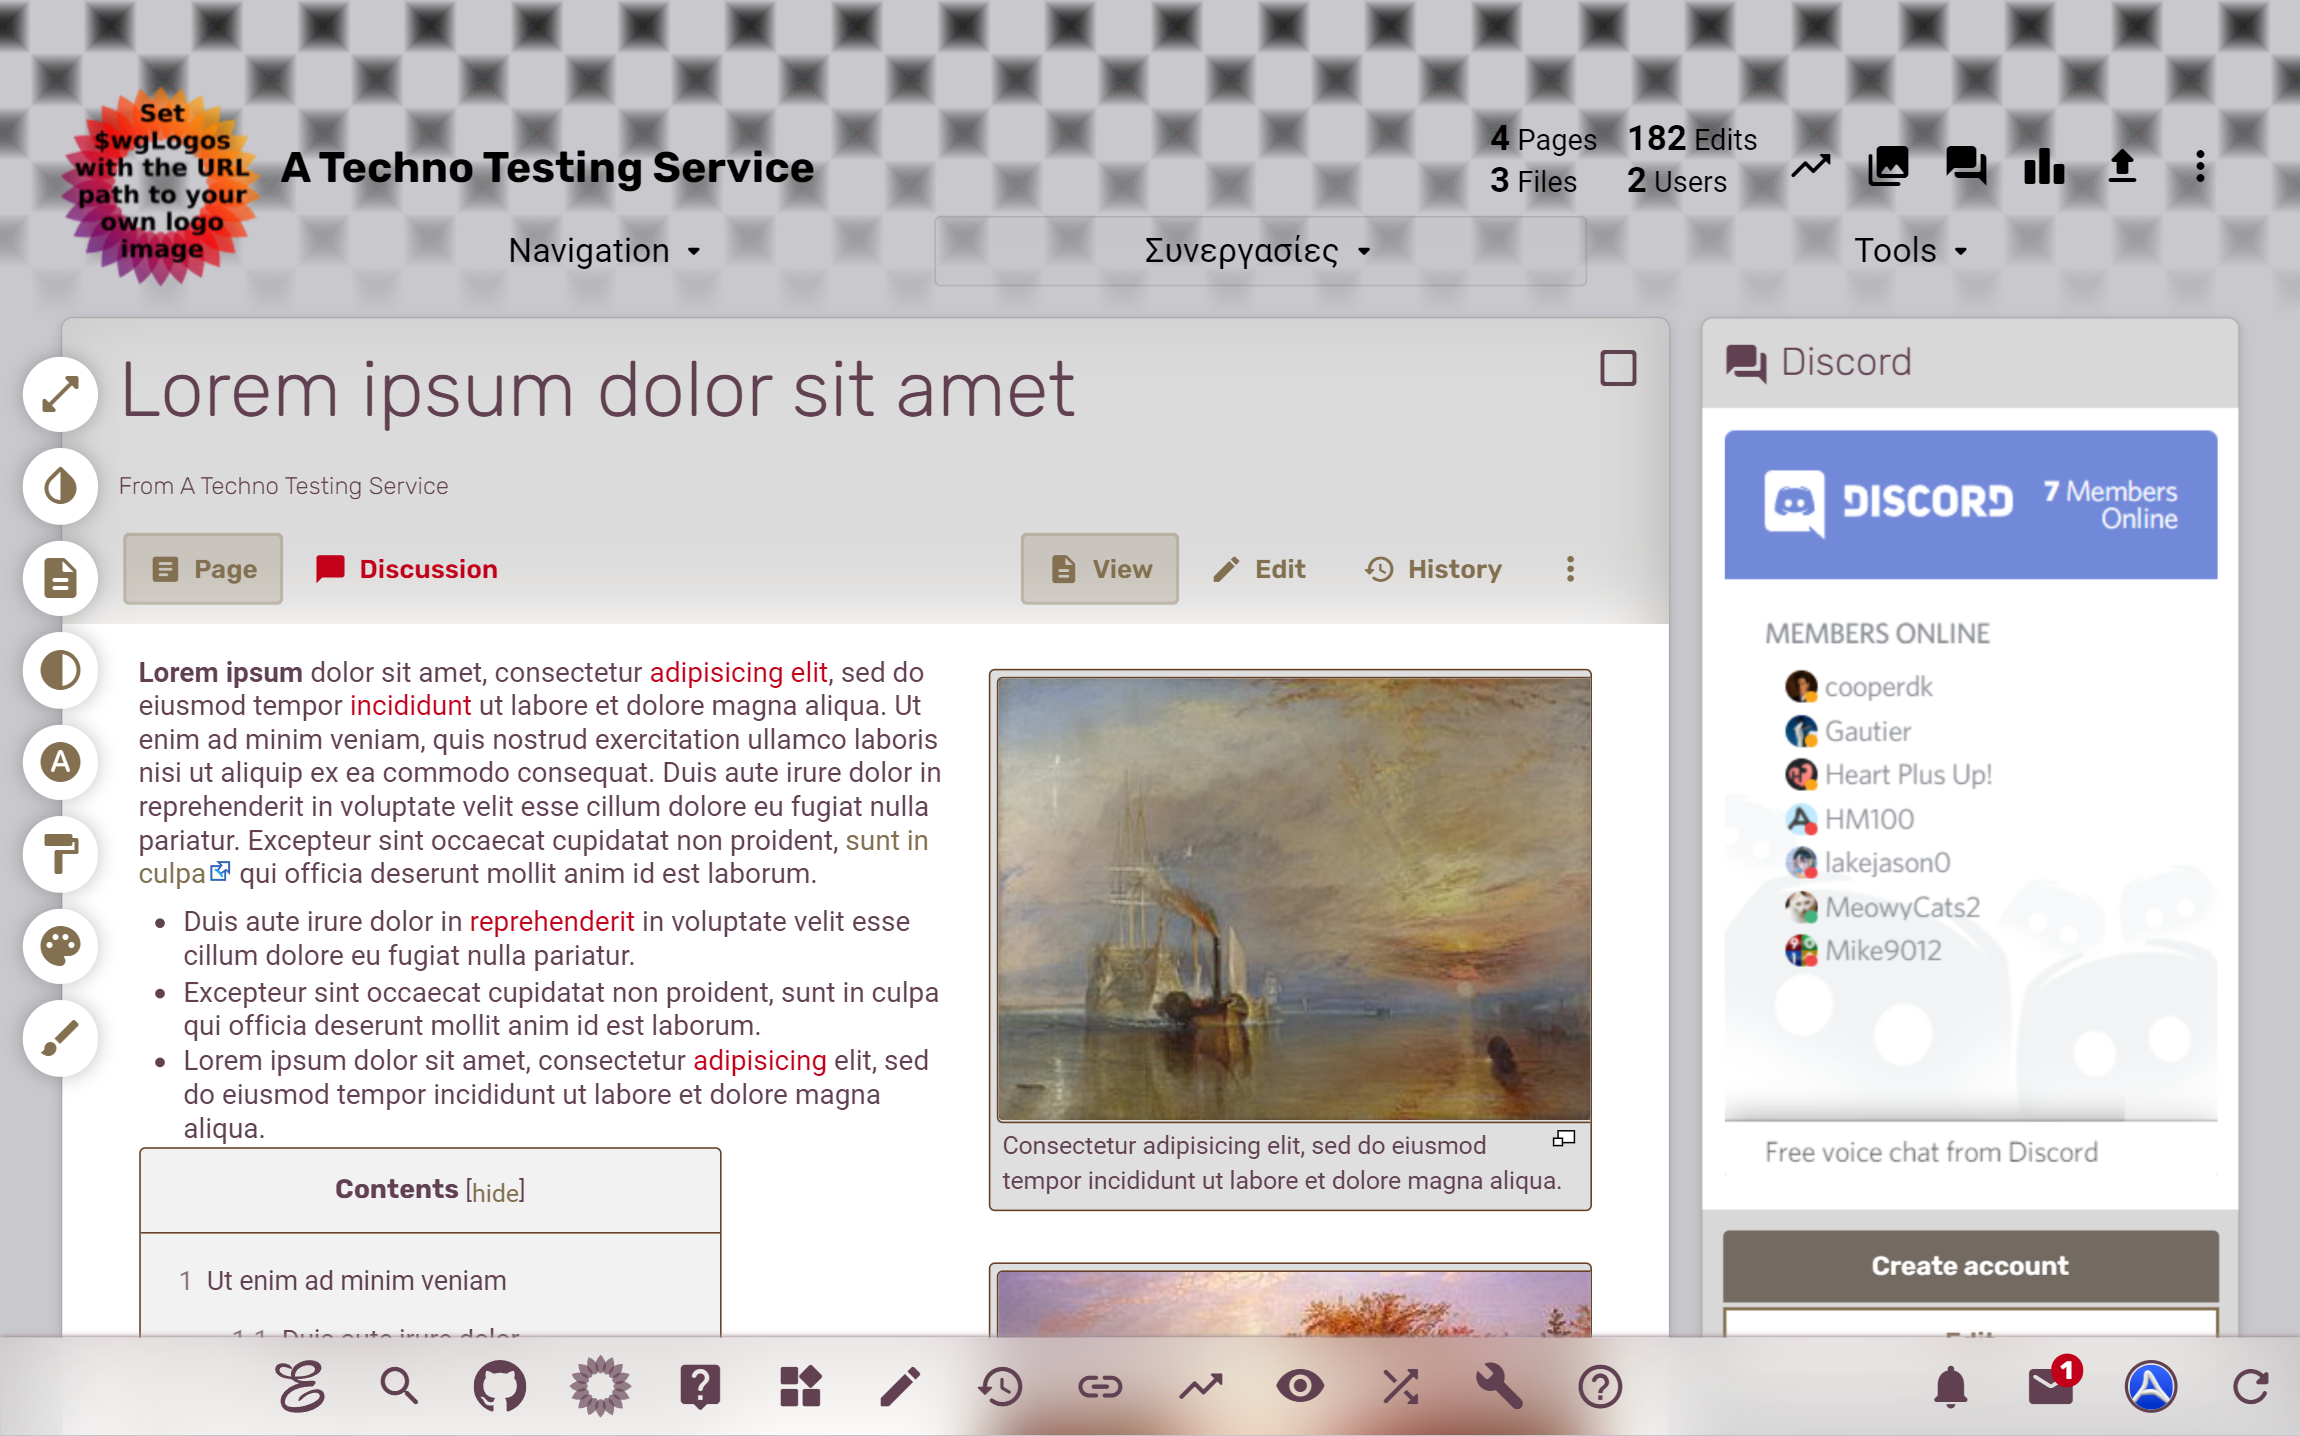 Set
$wgLogos
with the URL
path to your
own logo
image
A Techno Testing Service
4 Pages 182 Edits
3 Files 2 Users
Navigation
Συνεργασίες
Tools
Lorem ipsum dolor sit amet
From A Techno Testing Service
Page
Discussion
View
Edit
History
Lorem ipsum dolor sit amet, consectetur adipisicing elit, sed do
eiusmod tempor incididunt ut labore et dolore magna aliqua. Ut
enim ad minim veniam, quis nostrud exercitation ullamco laboris
nisi ut aliquip ex ea commodo consequat. Duis aute irure dolor in
reprehenderit in voluptate velit esse cillum dolore eu fugiat nulla
pariatur. Excepteur sint occaecat cupidatat non proident, sunt in
culpa qui officia deserunt mollit anim id est laborum.
Duis aute irure dolor in reprehenderit in voluptate velit esse
cillum dolore eu fugiat nulla pariatur.
Excepteur sint occaecat cupidatat non proident, sunt in culpa
qui officia deserunt mollit anim id est laborum.
Lorem ipsum dolor sit amet, consectetur adipisicing elit, sed
do eiusmod tempor incididunt ut labore et dolore magna
aliqua.
Contents [hide]
1 Ut enim ad minim veniam
1.1 Duis aute irure dolor
Consectetur adipisicing elit, sed do eiusmod
tempor incididunt ut labore et dolore magna aliqua.
Discord
DISCORD
7 Members
Online
MEMBERS ONLINE
cooperdk
Gautier
Heart Plus Up!
HM100
lakejason0
MeowyCats2
Mike9012
Free voice chat from Discord
Create account
Edit
1